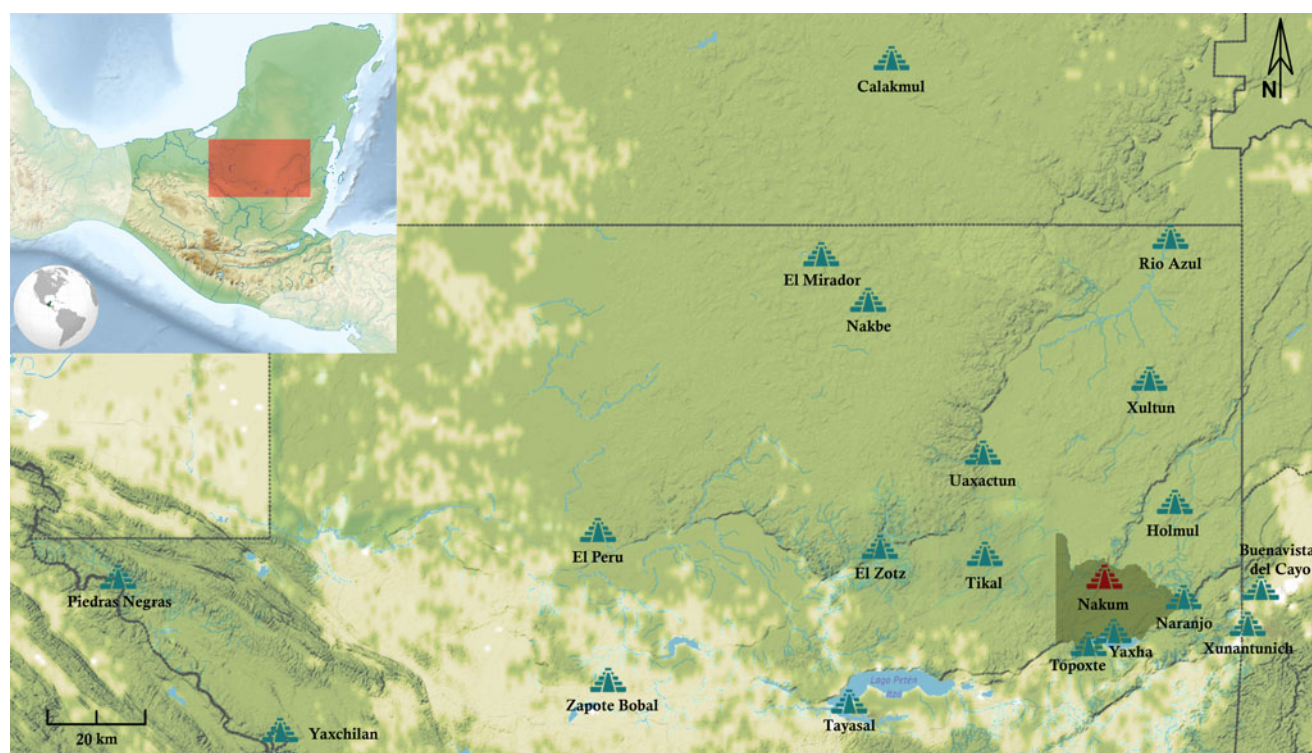 N
Calakmul
Rio Azul
El Mirador
Nakbe
Xultun
Uaxactun
Holmul
El Peru
El Zotz
Tikal
Buenavista
del Cayo
Piedras Negras
Nakum
Naranjo
Topoxte
Yaxha
Xunantunich
Lago Petén
Itzá
Zapote Bobal
Tayasal
20 km
Yaxchilan